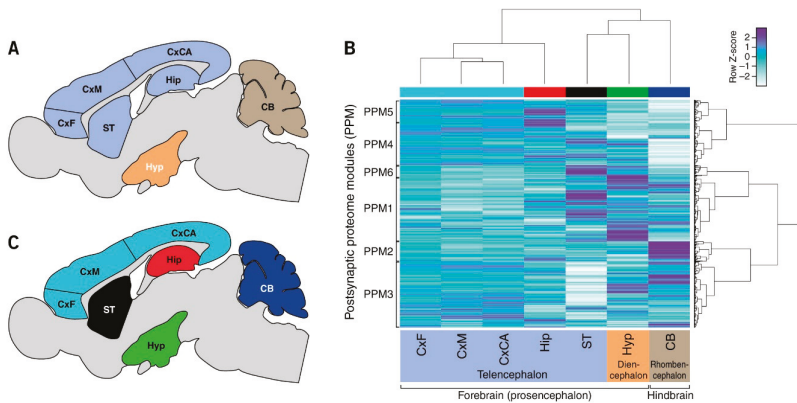 A
CxCA
CxM
Hip
CxF
ST
CB
Hyp
C
CxCA
CxM
Hip
CxF
ST
CB
Hyp
B
Row Z-score
2
1
0
−1
−2
Postsynaptic proteome modules (PPM)
PPM5
PPM4
PPM6
PPM1
PPM2
PPM3
CxF CxM CxCA Hip ST Hyp CB
Telencephalon
Dien-
cephalon
Rhomben-
cephalon
Forebrain (prosencephalon) Hindbrain